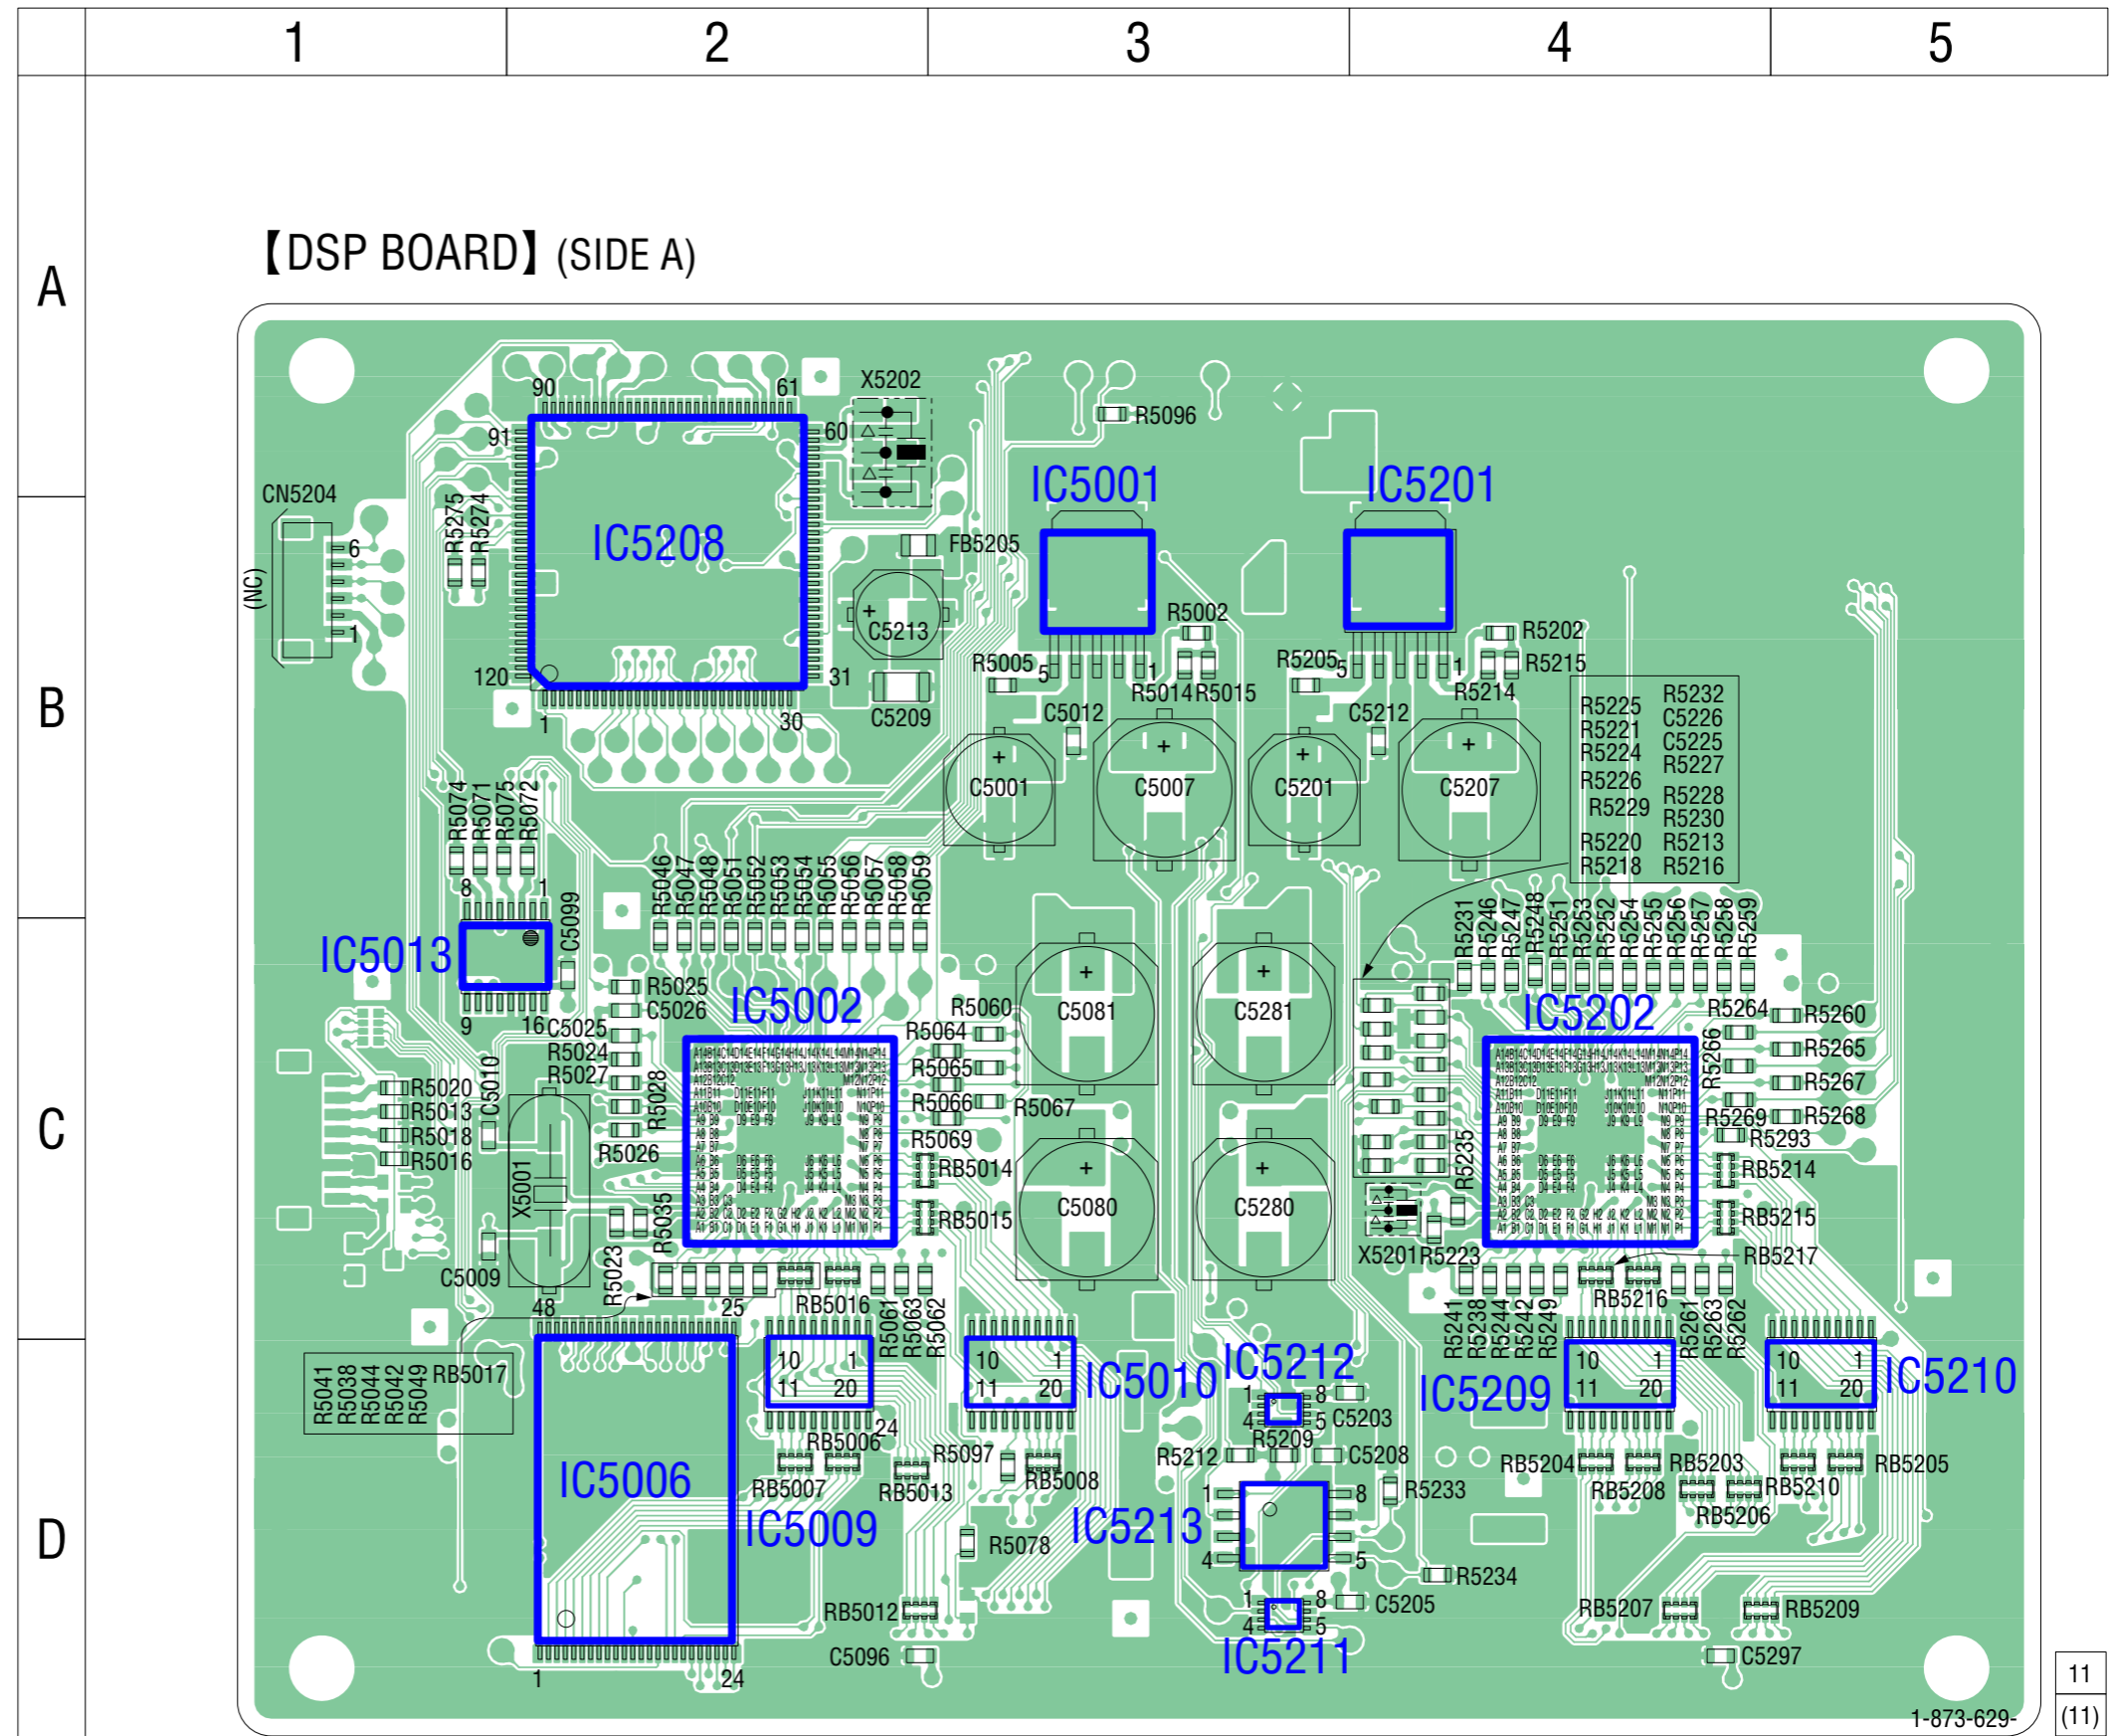 1 2 3 4 5
A
B
C
D
【DSP BOARD】 (SIDE A)
90 61 X5202
91 60 R5096
CN5204
R5275
R5274
IC5208
IC5001
IC5201
(NC)
6
1
FB5205
C5213
R5002
R5202
R5005
5
1
R5014
R5015
R5205
5
1
R5214
R5215
120 31
1 30
C5209
C5012
C5212
C5001
C5007
C5201
C5207
R5225 R5232
R5221 C5226
R5224 C5225
R5226 R5227
R5229 R5228
R5230
R5220 R5213
R5218 R5216
R5074
R5071
R5075
R5072
8 1
IC5013
9 16
C5099
R5046
R5047
R5048
R5051
R5052
R5053
R5054
R5055
R5056
R5057
R5058
R5059
R5231
R5246
R5247
R5248
R5251
R5253
R5252
R5254
R5255
R5256
R5257
R5258
R5259
R5025
C5026
C5025
R5024
R5027
R5028
R5026
IC5002
R5060
R5064
R5065
R5066
R5067
R5069
C5081
C5281
C5080
C5280
IC5202
R5264
R5260
R5266
R5265
R5267
R5269
R5268
R5293
R5020
R5013
R5018
R5016
C5010
X5001
C5009
R5023
R5035
RB5014
RB5015
R5235
X5201
R5223
RB5214
RB5215
RB5217
48 25
RB5016
R5061
R5063
R5062
R5241
R5238
R5244
R5242
R5249
RB5216
R5261
R5263
R5262
R5041
R5038
R5044
R5042
R5049
RB5017
10 1
11 20
24
10 1
11 20
IC5010
IC5212
1 8
4 5
C5203
R5209
R5212
C5208
IC5209
10 1
11 20
10 1
11 20
IC5210
IC5006
RB5006
RB5007
IC5009
RB5013
R5097
RB5008
R5078
IC5213
1 8
4 5
R5233
R5234
RB5204
RB5203
RB5208
RB5206
RB5210
RB5205
RB5012
C5096
1 8
4 5
C5205
IC5211
RB5207
RB5209
C5297
1 24
1-873-629-
11
(11)